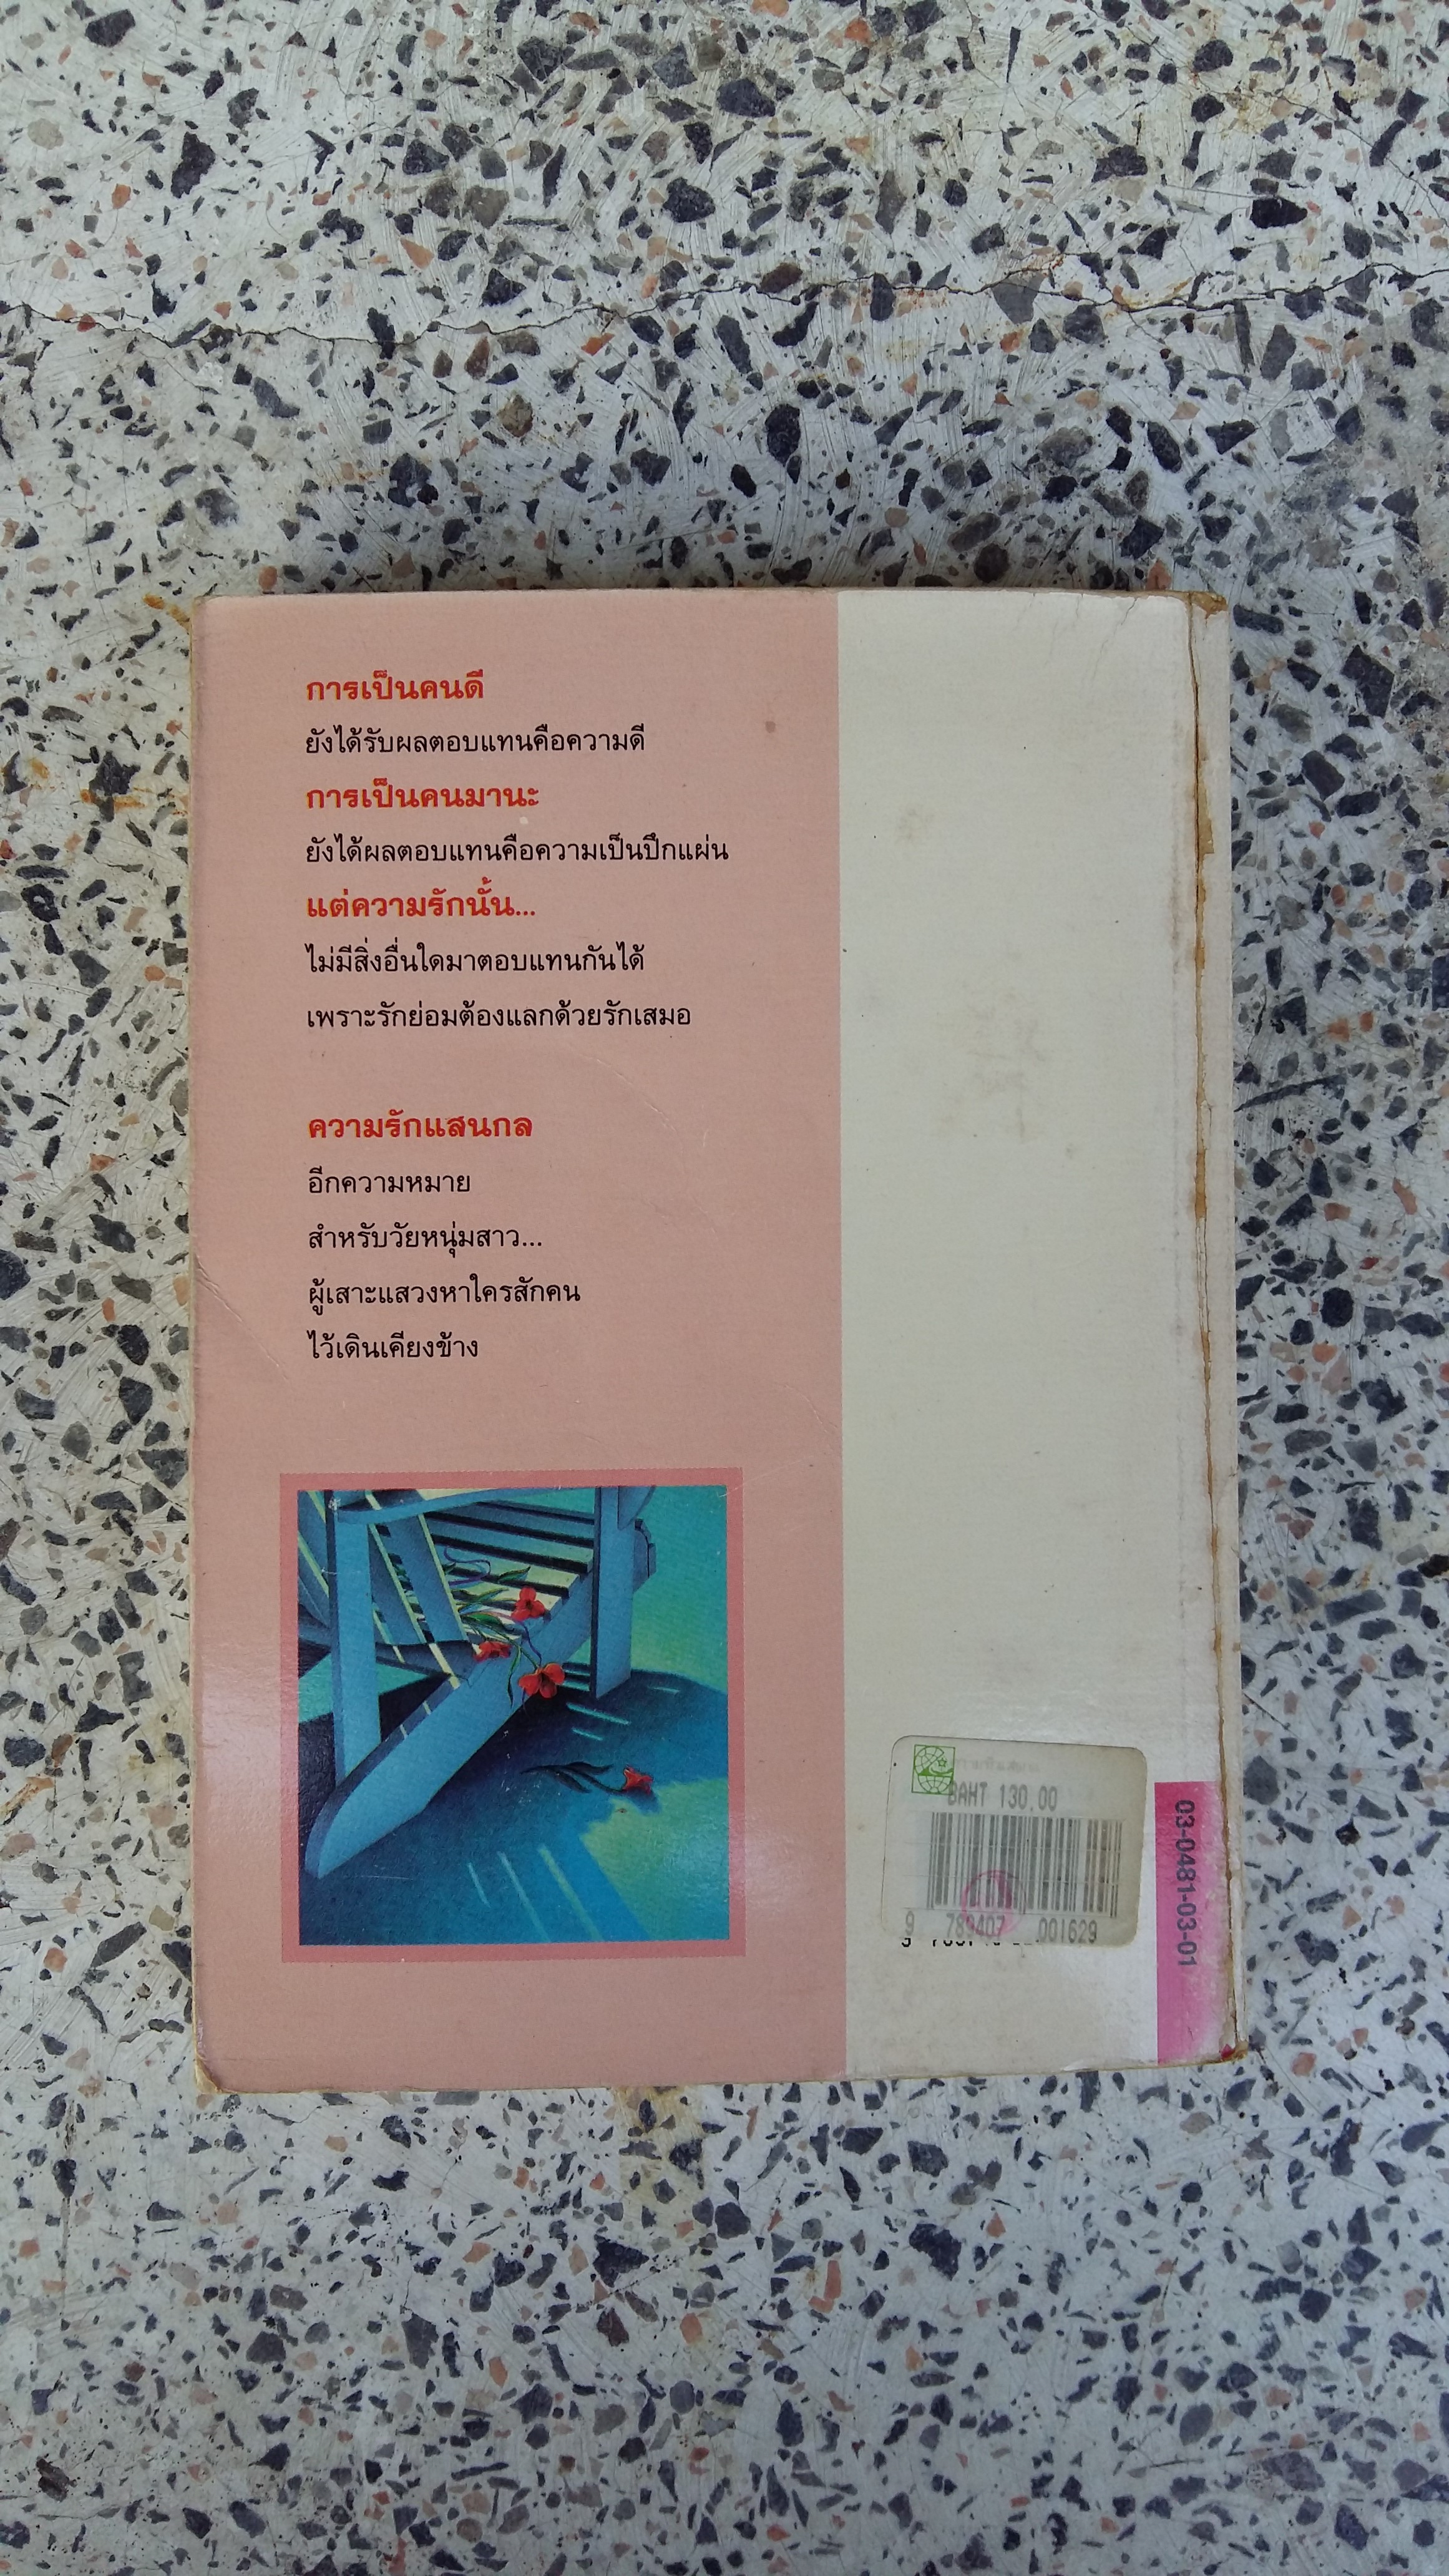 การเป็นคนดี
ยังได้รับผลตอบแทนคือความดี
การเป็นคนมานะ
ยังได้ผลตอบแทนคือความเป็นปึกแผ่น
แต่ความรักนั้น...
ไม่มีสิ่งอื่นใดมาตอบแทนกันได้
เพราะรักย่อมต้องแลกด้วยรักเสมอ
ความรักแสนกล
อีกความหมาย
สำหรับวัยหนุ่มสาว...
ผู้เสาะแสวงหาใครสักคน
ไว้เดินเคียงข้าง
BAHT 130.00
9 789407 001629
03-0481-03-01